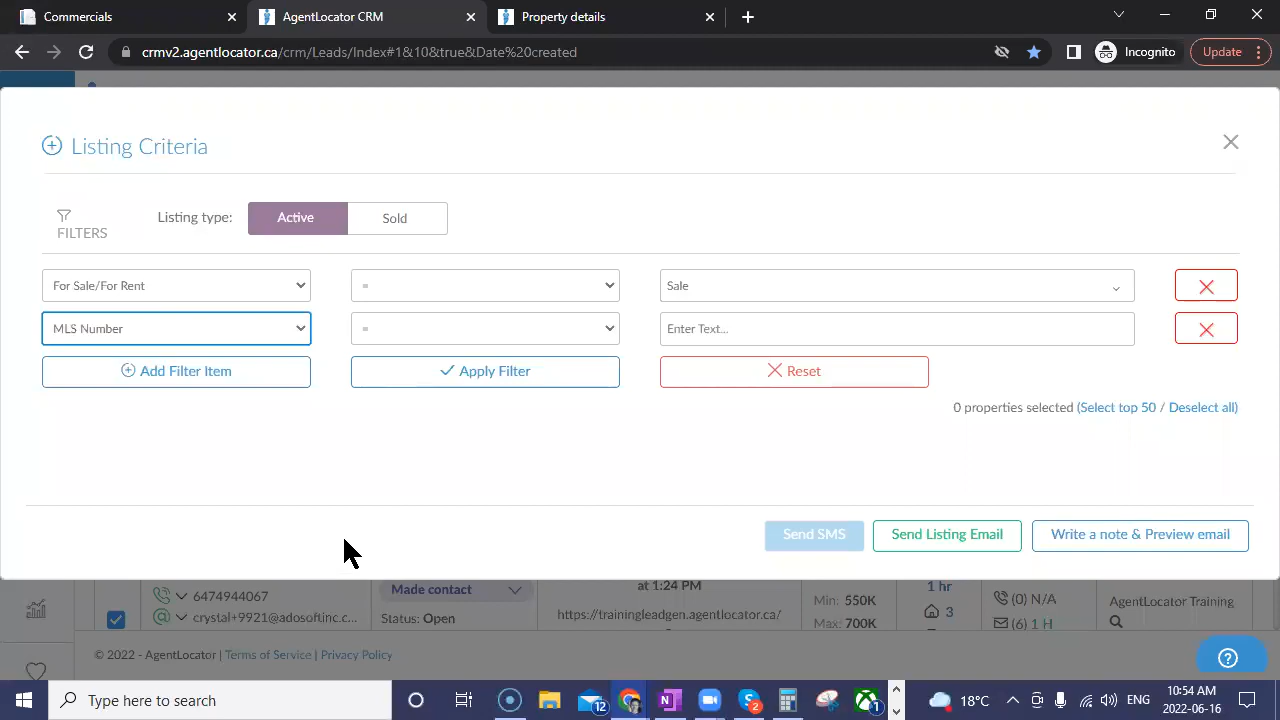 Commercials
AgentLocator CRM
Property details
crmv2.agentlocator.ca/crm/Leads/Index#1&10&true&Date%20created
Incognito
Update
Listing Criteria
FILTERS
Listing type:
Active
Sold
For Sale/For Rent
=
Sale
MLS Number
=
Enter Text...
Add Filter Item
Apply Filter
Reset
0 properties selected (Select top 50 / Deselect all)
Send SMS
Send Listing Email
Write a note & Preview email
6474944067
crystal+9921@adosoftinc.c...
Made contact
Status: Open
at 1:24 PM
https://trainingleadgen.agentlocator.ca/
Min: 550K
Max: 700K
1 hr
3
(0) N/A
(6) 1 H
AgentLocator Training
© 2022 - AgentLocator | Terms of Service | Privacy Policy
Type here to search
12
2
1
18°C
ENG
10:54 AM
2022-06-16